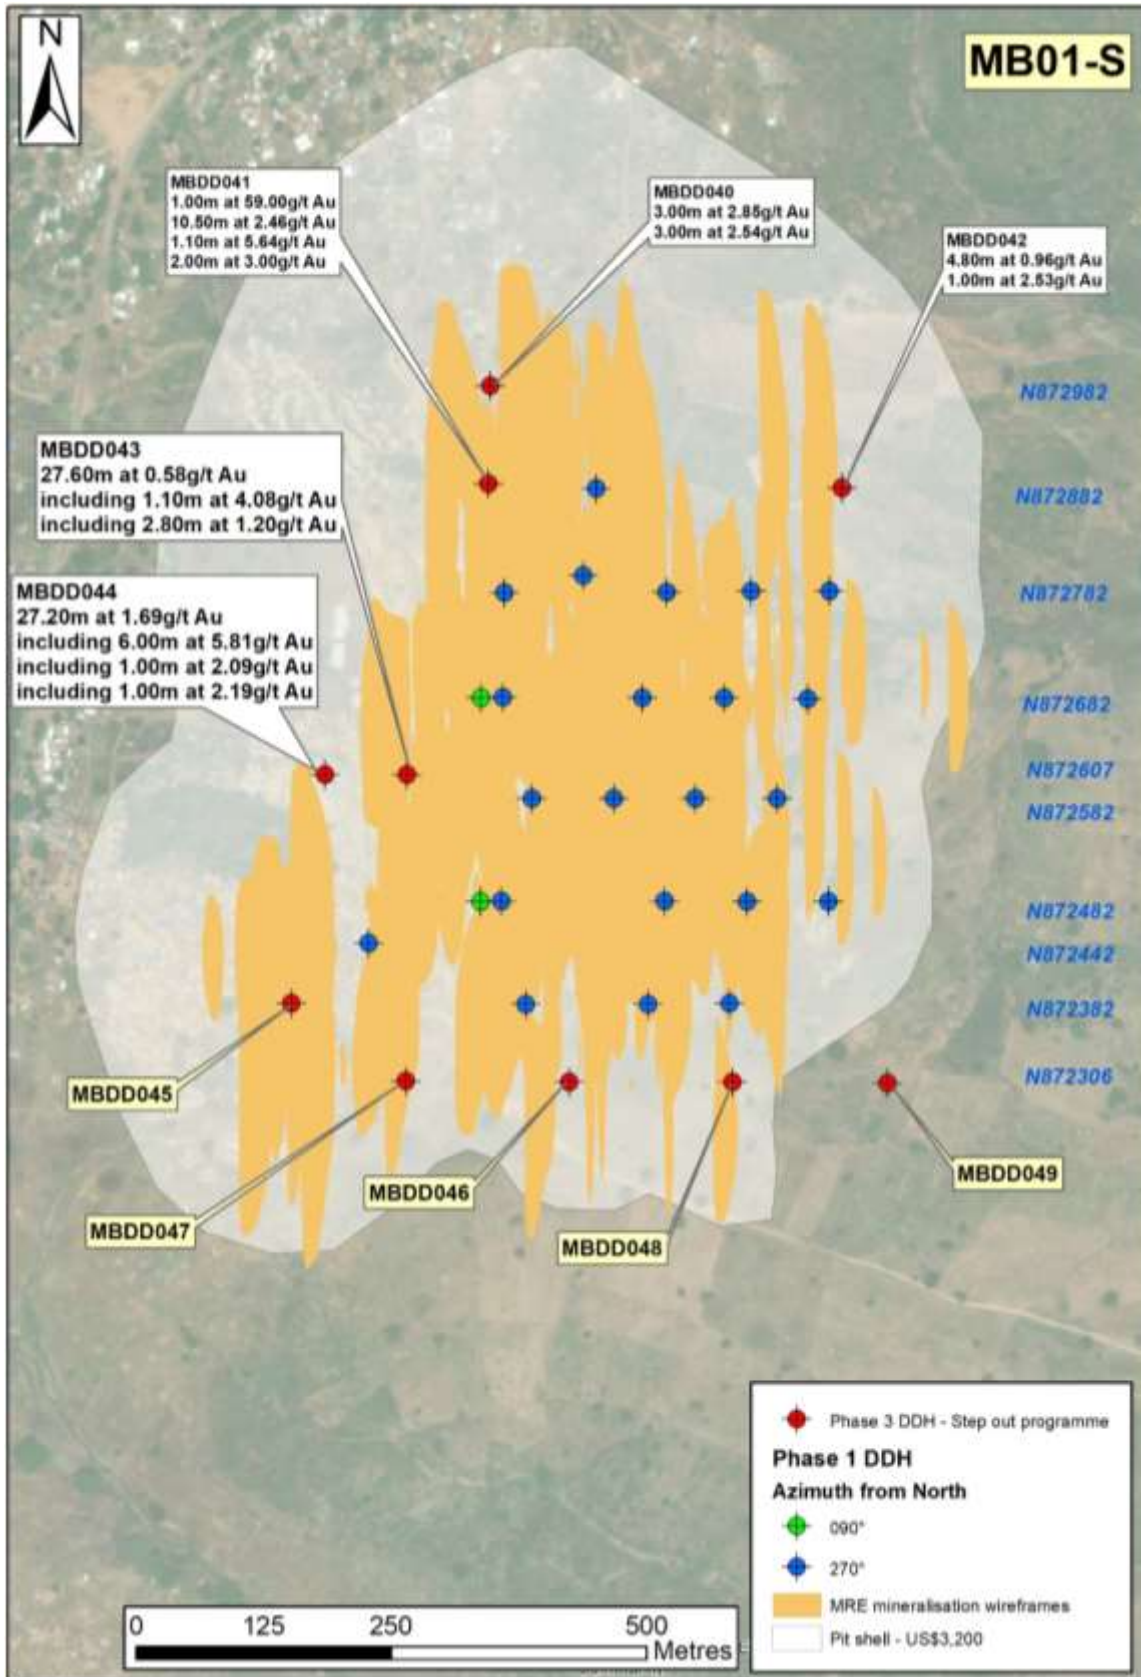 N
MB01-S
MBDD041
1.00m at 59.00g/t Au
10.50m at 2.46g/t Au
1.10m at 5.64g/t Au
2.00m at 3.00g/t Au
MBDD040
3.00m at 2.85g/t Au
3.00m at 2.54g/t Au
MBDD042
4.80m at 0.96g/t Au
1.00m at 2.53g/t Au
N872982
MBDD043
27.60m at 0.58g/t Au
including 1.10m at 4.08g/t Au
including 2.80m at 1.20g/t Au
N872882
MBDD044
27.20m at 1.69g/t Au
including 6.00m at 5.81g/t Au
including 1.00m at 2.09g/t Au
including 1.00m at 2.19g/t Au
N872782
N872682
N872607
N872582
N872482
N872442
N872382
N872306
MBDD045
MBDD047
MBDD046
MBDD048
MBDD049
Phase 3 DDH - Step out programme
Phase 1 DDH
Azimuth from North
090°
270°
MRE mineralisation wireframes
Pit shell - US$3,200
0 125 250 500
Metres